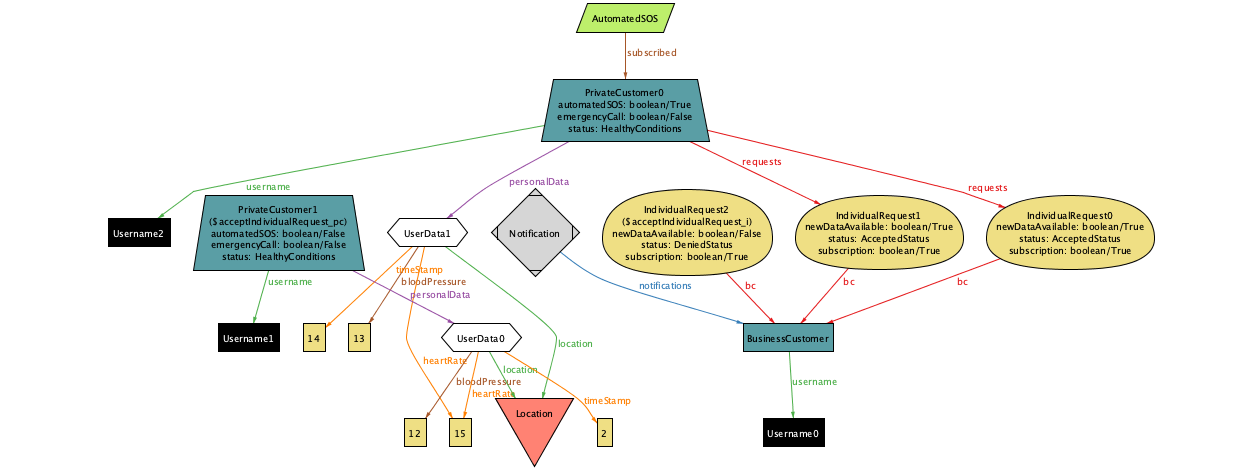 AutomatedSOS
subscribed
PrivateCustomer0
automatedSOS: boolean/True
emergencyCall: boolean/False
status: HealthyConditions
requests
personalData
username
requests
PrivateCustomer1
($acceptIndividualRequest_pc)
automatedSOS: boolean/False
emergencyCall: boolean/False
status: HealthyConditions
Username2
UserData1
Notification
IndividualRequest2
($acceptIndividualRequest_i)
newDataAvailable: boolean/False
status: DeniedStatus
subscription: boolean/True
IndividualRequest1
newDataAvailable: boolean/True
status: AcceptedStatus
subscription: boolean/True
IndividualRequest0
newDataAvailable: boolean/True
status: AcceptedStatus
subscription: boolean/True
timeStamp
bloodPressure
personalData
username
notifications
bc
bc
bc
Username1
14
13
UserData0
location
BusinessCustomer
heartRate
location
bloodPressure
heartRate
timeStamp
username
12
15
Location
2
Username0